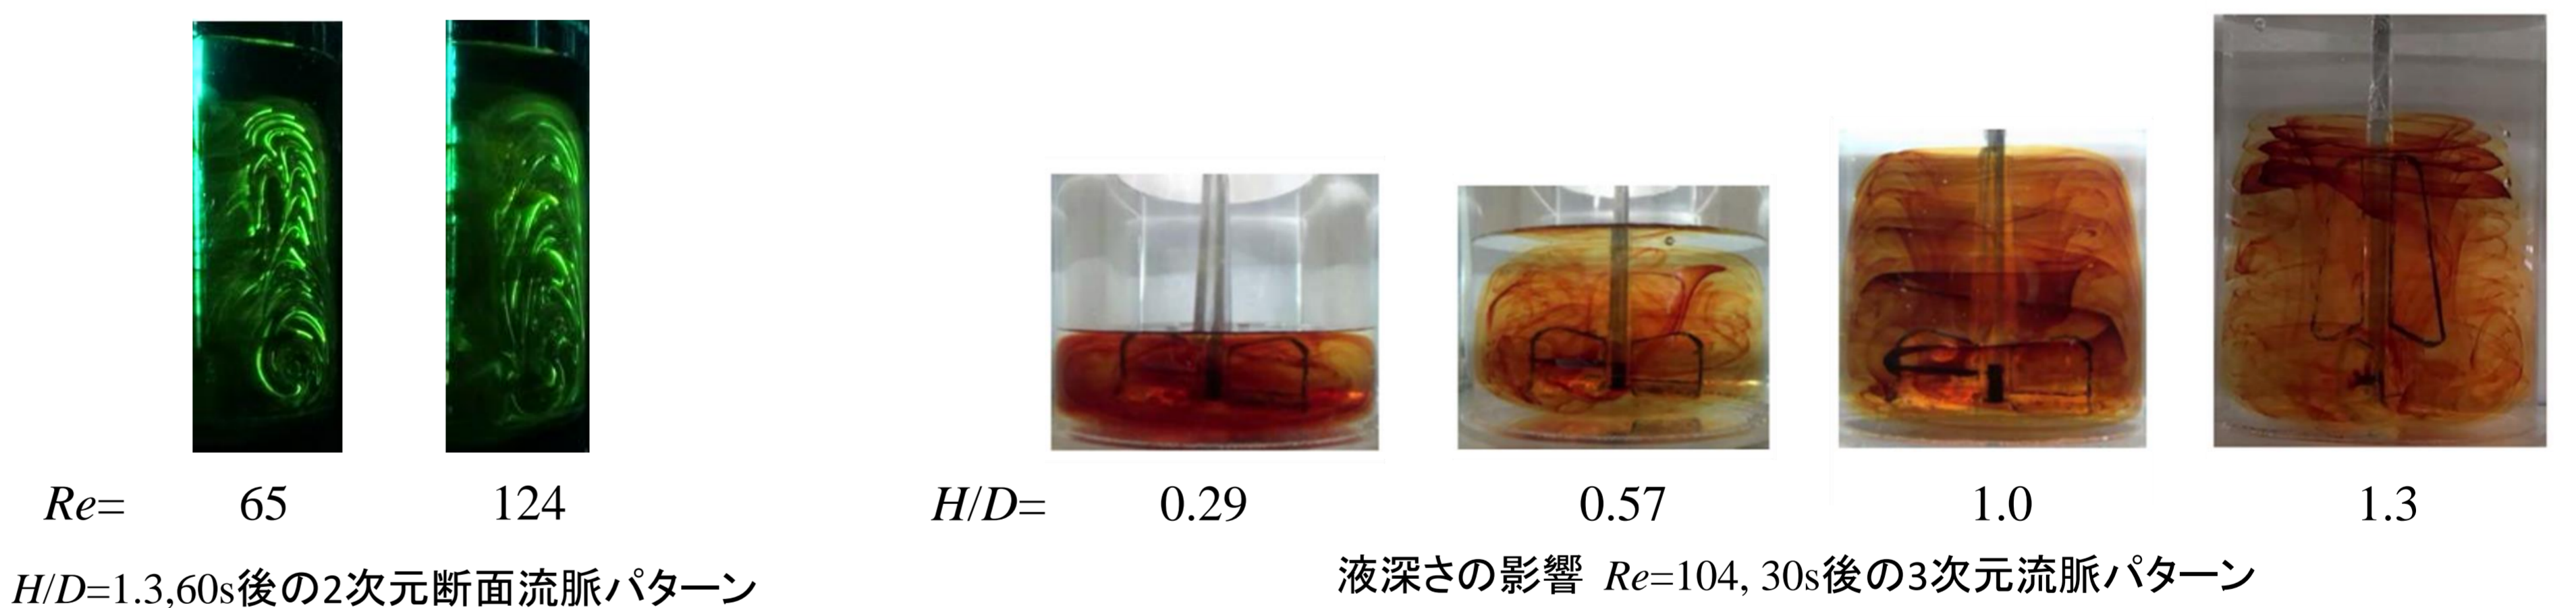 Re= 65 124
H/D=1.3,60s後の2次元断面流脈パターン
H/D= 0.29 0.57 1.0 1.3
液深さの影響 Re=104, 30s後の3次元流脈パターン